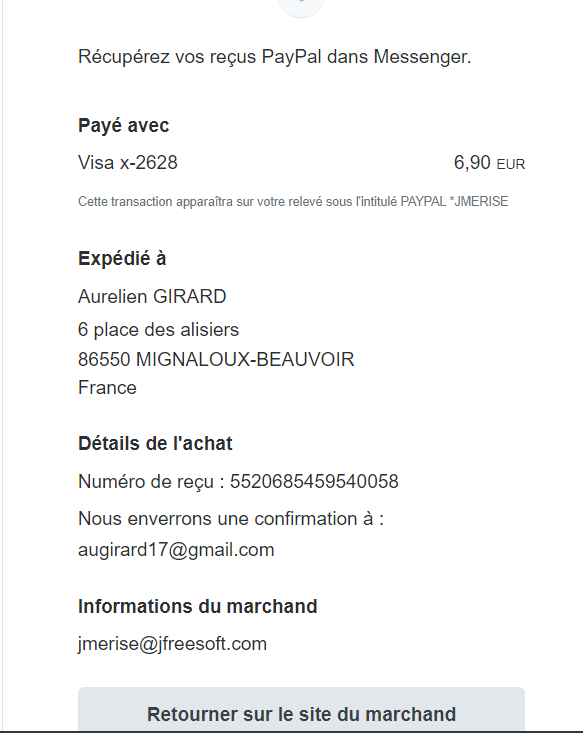 Récupérez vos reçus PayPal dans Messenger.
Payé avec
Visa x-2628 6,90 EUR
Cette transaction apparaîtra sur votre relevé sous l'intitulé PAYPAL *JMERISE
Expédié à
Aurelien GIRARD
6 place des alisiers
86550 MIGNALOUX-BEAUVOIR
France
Détails de l'achat
Numéro de reçu : 5520685459540058
Nous enverrons une confirmation à :
augirard17@gmail.com
Informations du marchand
jmerise@jfreesoft.com
Retourner sur le site du marchand